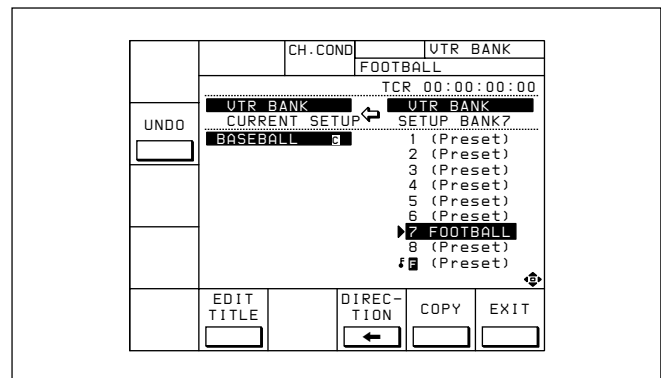 CH.COND VTR BANK
FOOTBALL
TCR 00:00:00:00
VTR BANK VTR BANK
CURRENT SETUP SETUP BANK7
UNDO
BASEBALL C
1 (Preset)
2 (Preset)
3 (Preset)
4 (Preset)
5 (Preset)
6 (Preset)
7 FOOTBALL
8 (Preset)
F (Preset)
EDIT TITLE
DIREC-TION
COPY
EXIT